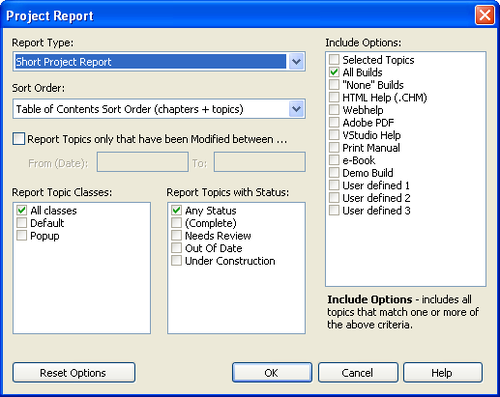 Project Report
Report Type:
Short Project Report
Sort Order:
Table of Contents Sort Order (chapters + topics)
Report Topics only that have been Modified between ...
From (Date):
To:
Report Topic Classes:
All classes
Default
Popup
Report Topics with Status:
Any Status
(Complete)
Needs Review
Out Of Date
Under Construction
Include Options:
Selected Topics
All Builds
"None" Builds
HTML Help (.CHM)
Webhelp
Adobe PDF
VStudio Help
Print Manual
e-Book
Demo Build
User defined 1
User defined 2
User defined 3
Include Options - includes all
topics that match one or more of
the above criteria.
Reset Options
OK
Cancel
Help